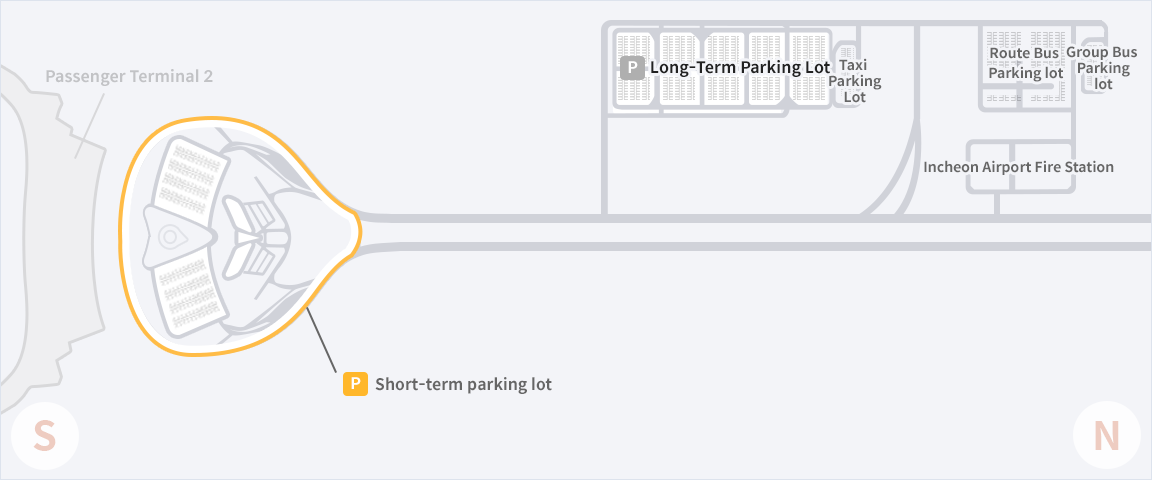 Passenger Terminal 2
P Long-Term Parking Lot
Taxi
Parking
Lot
Route Bus
Parking lot
Group Bus
Parking
lot
Incheon Airport Fire Station
P Short-term parking lot
S
N